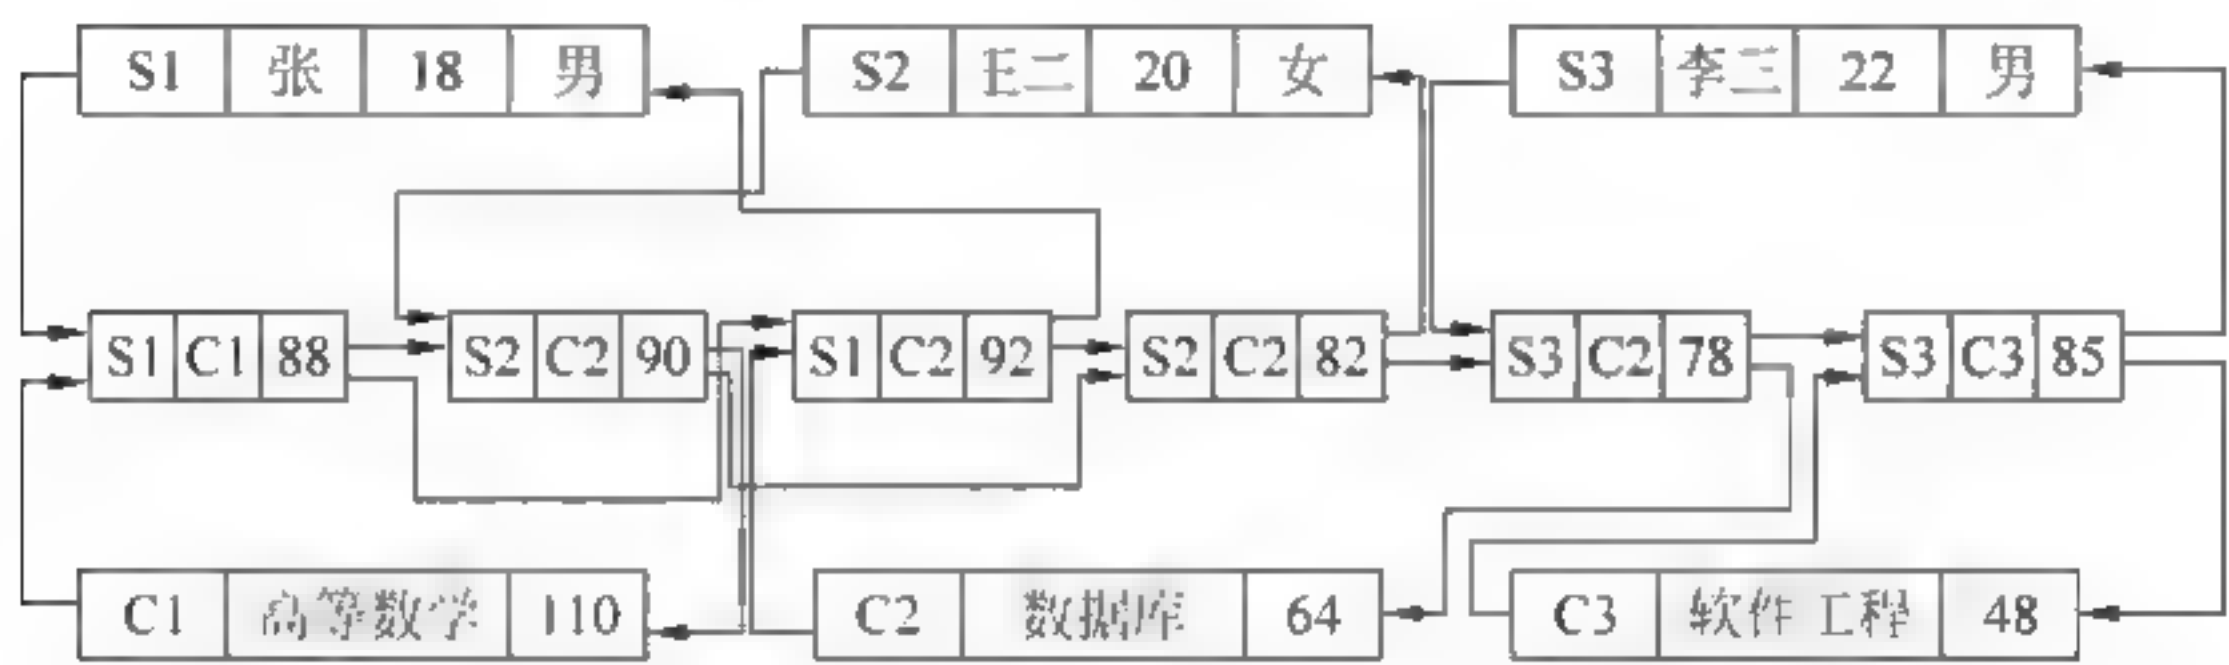 S1 张 18 男 S2 王二 20 女 S3 李三 22 男
S1 C1 88 S2 C2 90 S1 C2 92 S2 C2 82 S3 C2 78 S3 C3 85
C1 高等数学 110 C2 数据库 64 C3 软件工程 48